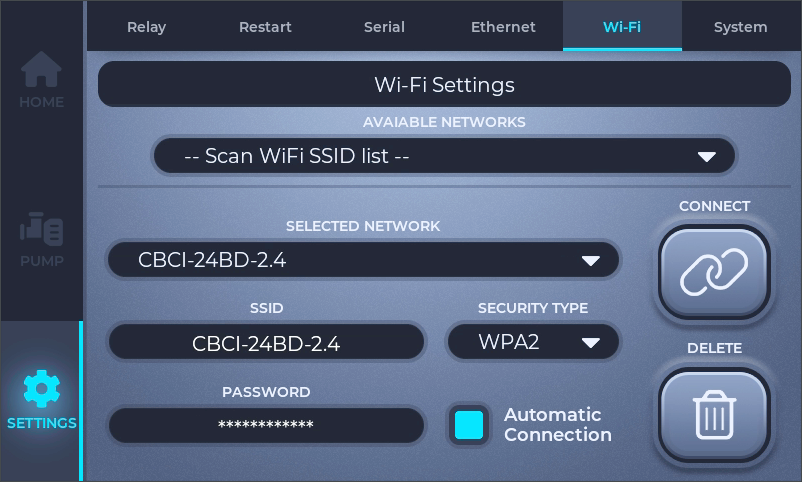 Relay Restart Serial Ethernet Wi-Fi System
HOME
PUMP
SETTINGS
Wi-Fi Settings
AVAIABLE NETWORKS
-- Scan WiFi SSID list --
SELECTED NETWORK
CBCI-24BD-2.4
CONNECT
SSID
CBCI-24BD-2.4
SECURITY TYPE
WPA2
DELETE
PASSWORD
************
Automatic
Connection